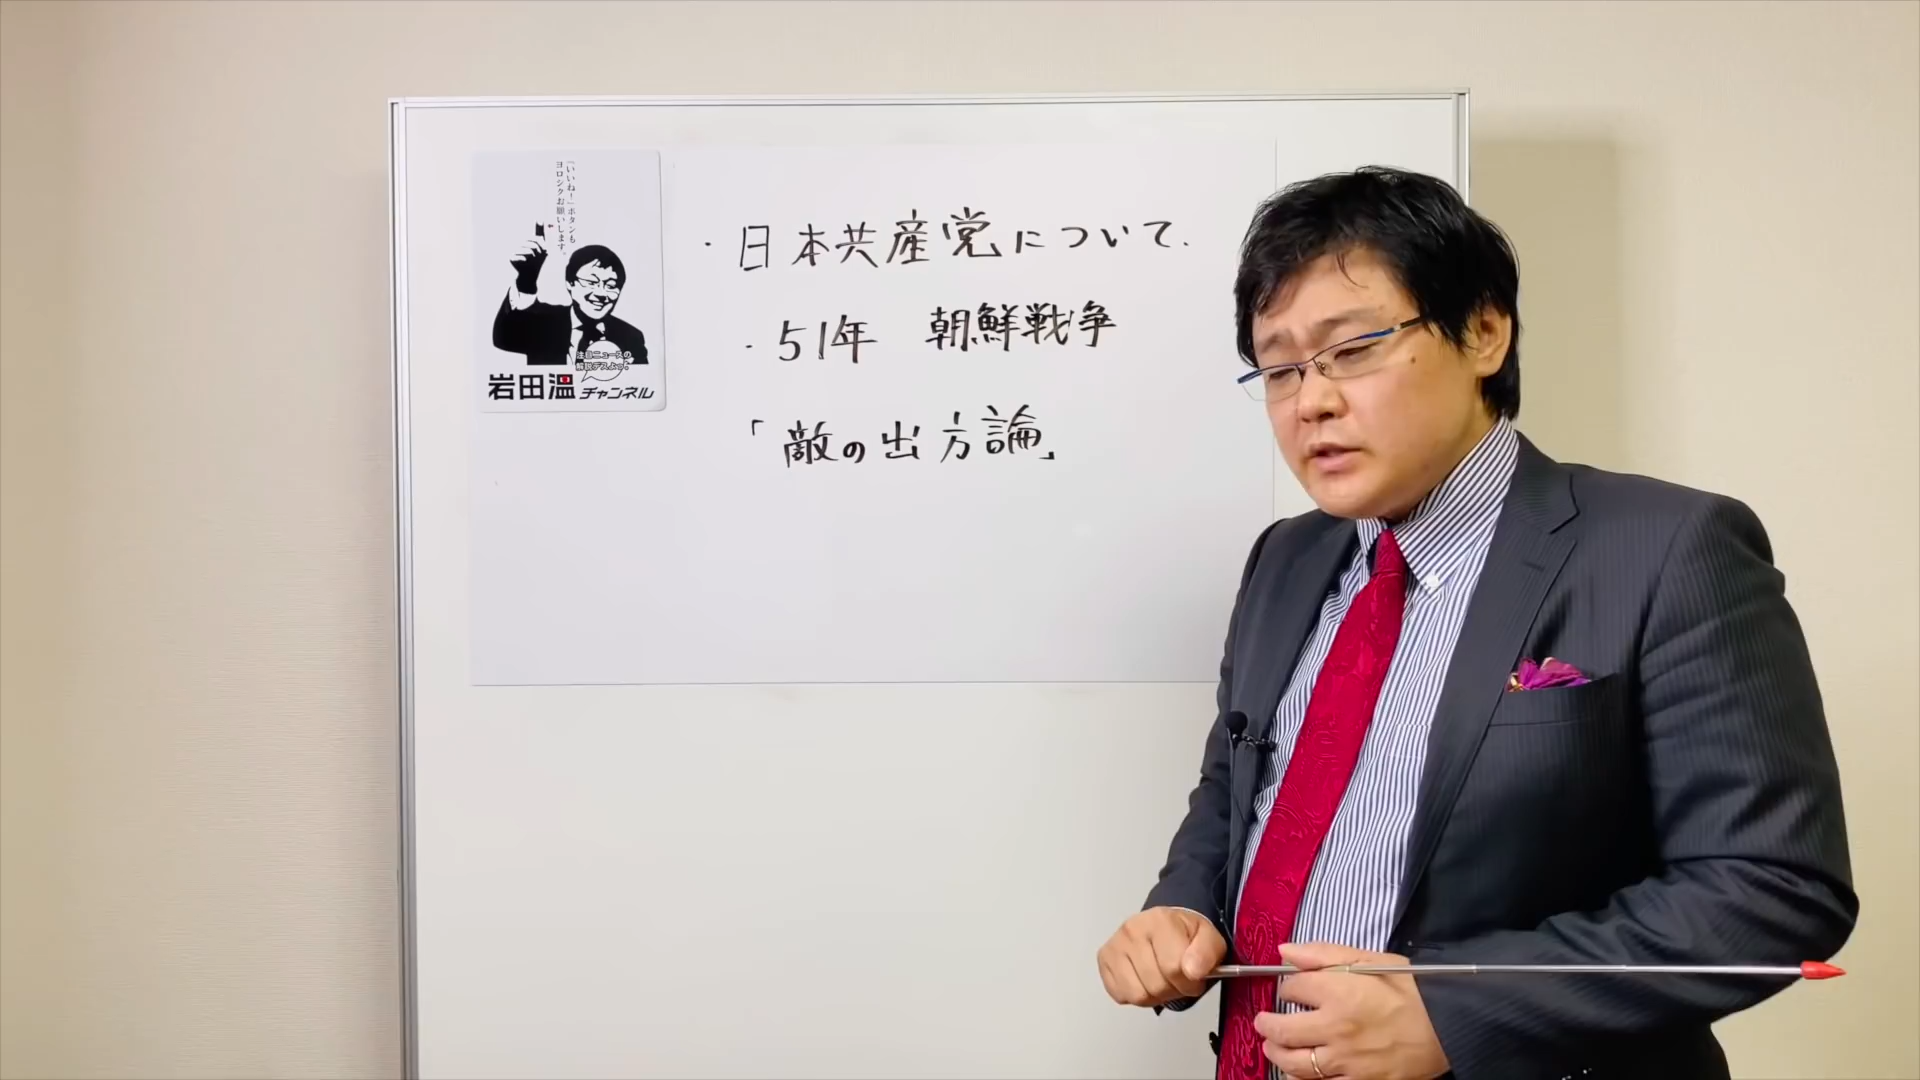 「いいね！」ボタンも
ヨロシクお願いします。
注目ニュースの
解説デスよっ。
岩田温チャンネル
・日本共産党について.
・51年 朝鮮戦争
「敵の出方論」